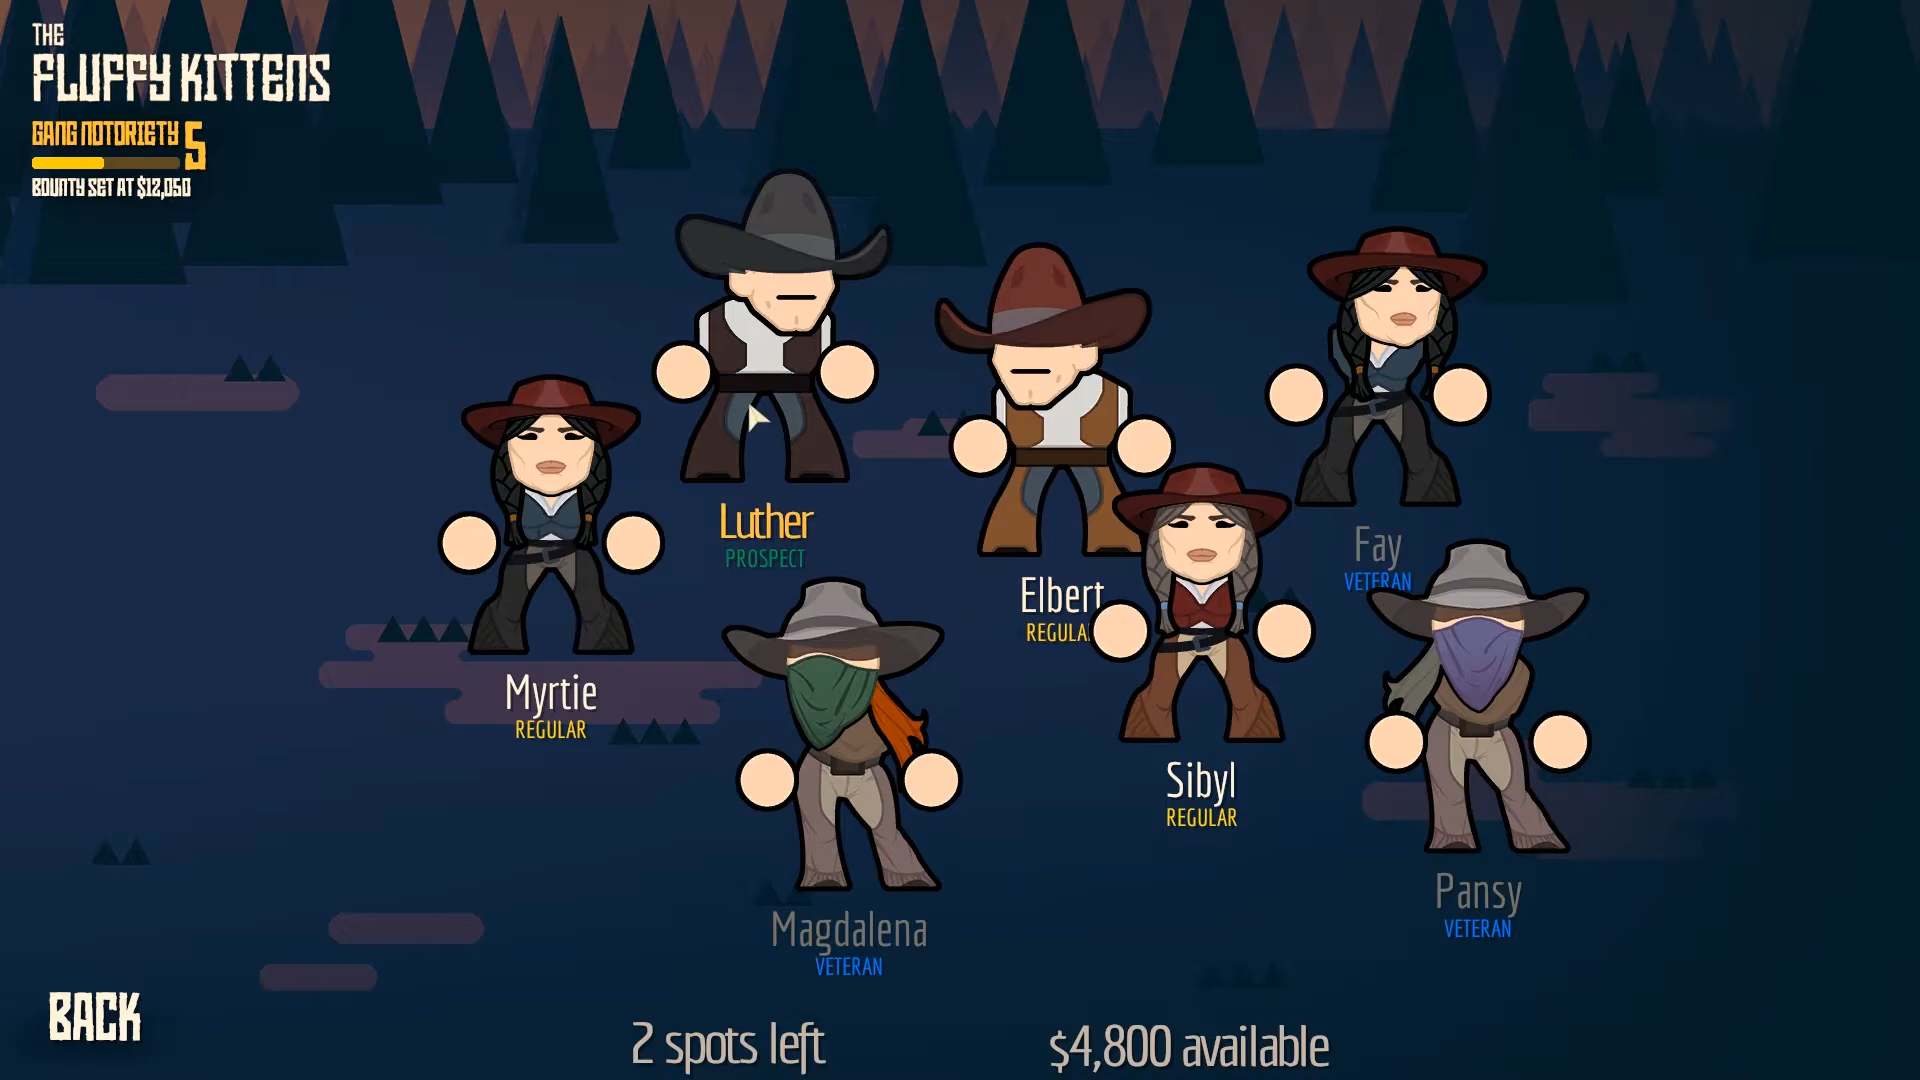 THE
FLUFFY KITTENS
GANG NOTORIETY 5
BOUNTY SET AT $12,050
Luther
PROSPECT
Fay
VETERAN
Elbert
REGULAR
Myrtie
REGULAR
Sibyl
REGULAR
Pansy
VETERAN
Magdalena
VETERAN
BACK
2 spots left
$4,800 available